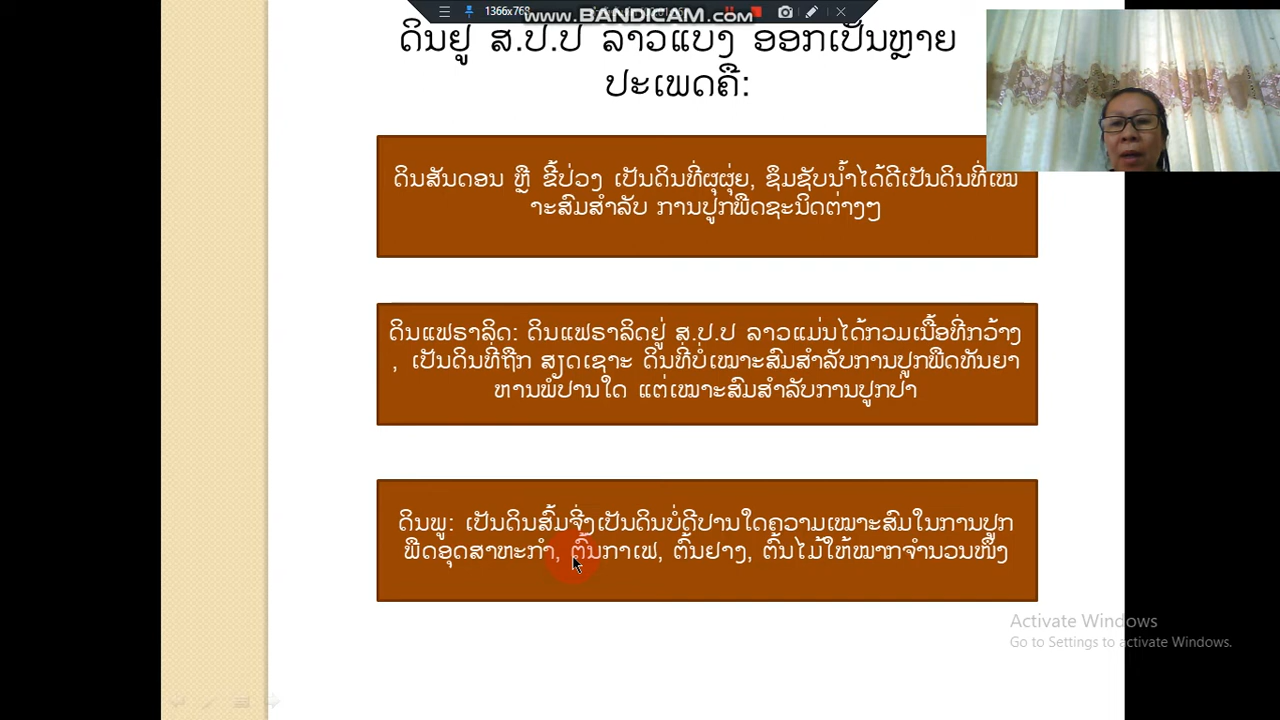 1366x768
www.BANDICAM.com
ດິນຢູ່ ສ.ປ.ປ ລາວແບ່ງ ອອກເປັນຫຼາຍ
ປະເພດຄື:
ດິນສັນດອນ ຫຼື ຂີ້ປ່ວງ ເປັນດິນທີ່ຜຸຜຸ່ຍ, ຊຶມຊັບນ້ຳໄດ້ດີເປັນດິນທີ່ເໝ
າະສົມສຳລັບ ການປູກພືດຊະນິດຕ່າງໆ
ດິນແຟຣາລິດ: ດິນແຟຣາລິດຢູ່ ສ.ປ.ປ ລາວແມ່ນໄດ້ກວມເນື້ອທີ່ກວ້າງ
, ເປັນດິນທີ່ຖືກ ສຽດເຊາະ ດິນທີ່ບໍ່ເໝາະສົມສຳລັບການປູກພືດທັນຍາ
ຫານພໍປານໃດ ແຕ່ເໝາະສົມສຳລັບການປູກປ່າ
ດິນພູ: ເປັນດິນສົ້ມຈື່ງເປັນດິນບໍ່ດີປານໃດຄວາມເໝາະສົມໃນການປູກ
ພືດອຸດສາຫະກຳ, ຕົ້ນກາເຟ, ຕົ້ນຢາງ, ຕົ້ນໄມ້ໃຫ້ໝາກຈຳນວນໜຶ່ງ
Activate Windows
Go to Settings to activate Windows.